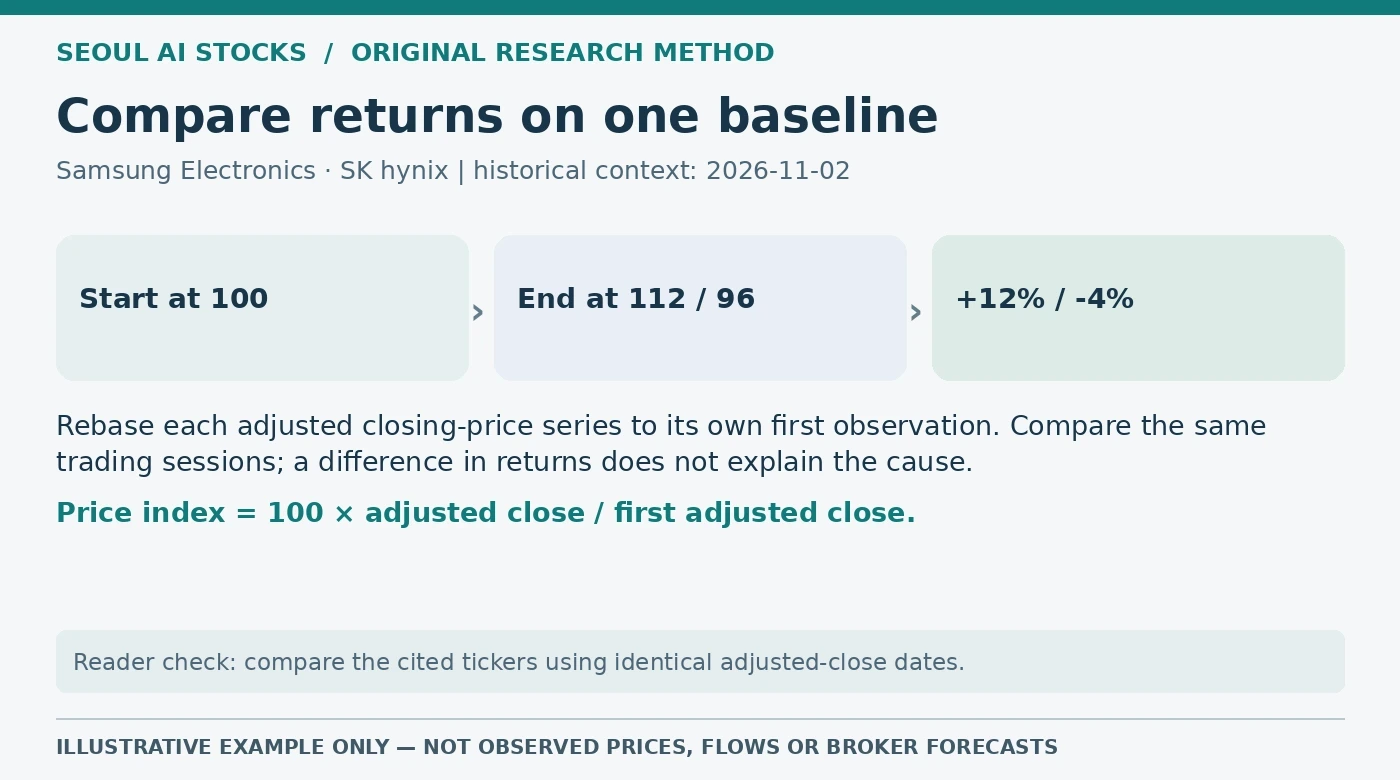 SEOUL AI STOCKS / ORIGINAL RESEARCH METHOD
Compare returns on one baseline
Samsung Electronics · SK hynix | historical context: 2026-11-02
Start at 100 › End at 112 / 96 › +12% / -4%
Rebase each adjusted closing-price series to its own first observation. Compare the same
trading sessions; a difference in returns does not explain the cause.
Price index = 100 × adjusted close / first adjusted close.
Reader check: compare the cited tickers using identical adjusted-close dates.
ILLUSTRATIVE EXAMPLE ONLY — NOT OBSERVED PRICES, FLOWS OR BROKER FORECASTS